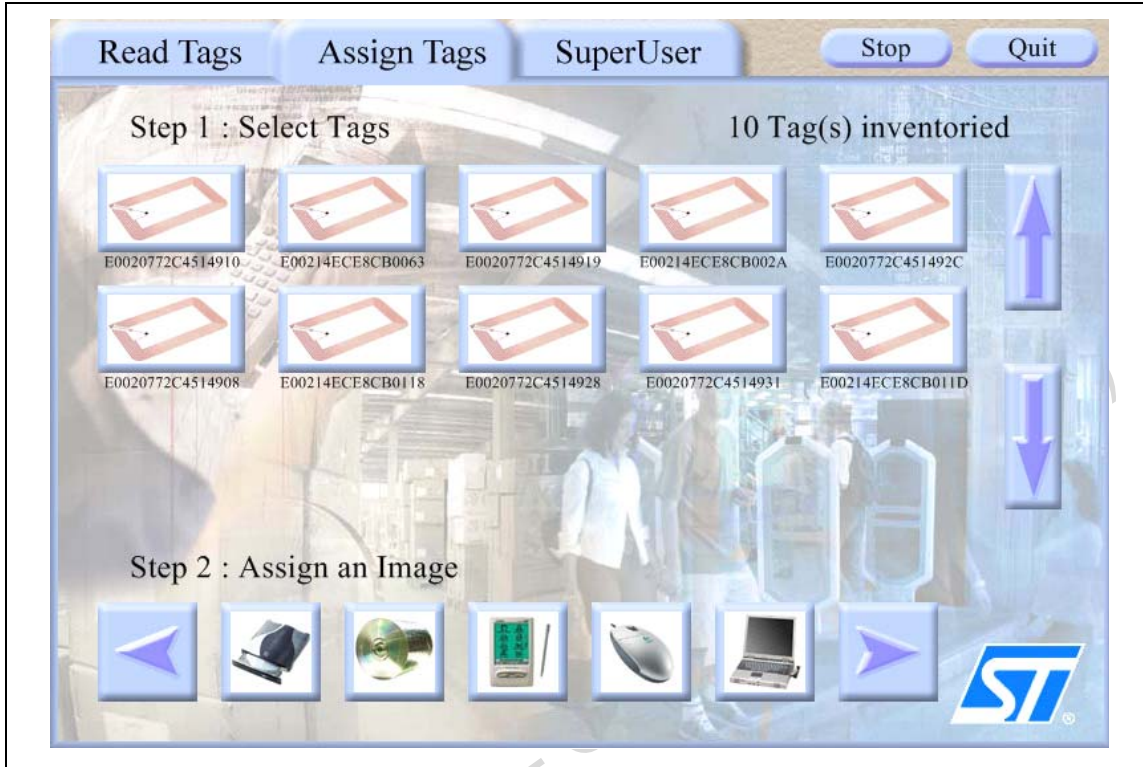 Read Tags Assign Tags SuperUser Stop Quit
Step 1 : Select Tags 10 Tag(s) inventoried
E0020772C4514910 E00214ECE8CB0063 E0020772C4514919 E00214ECE8CB002A E0020772C451492C
E0020772C4514908 E00214ECE8CB0118 E0020772C4514928 E0020772C4514931 E00214ECE8CB011D
Step 2 : Assign an Image
ST